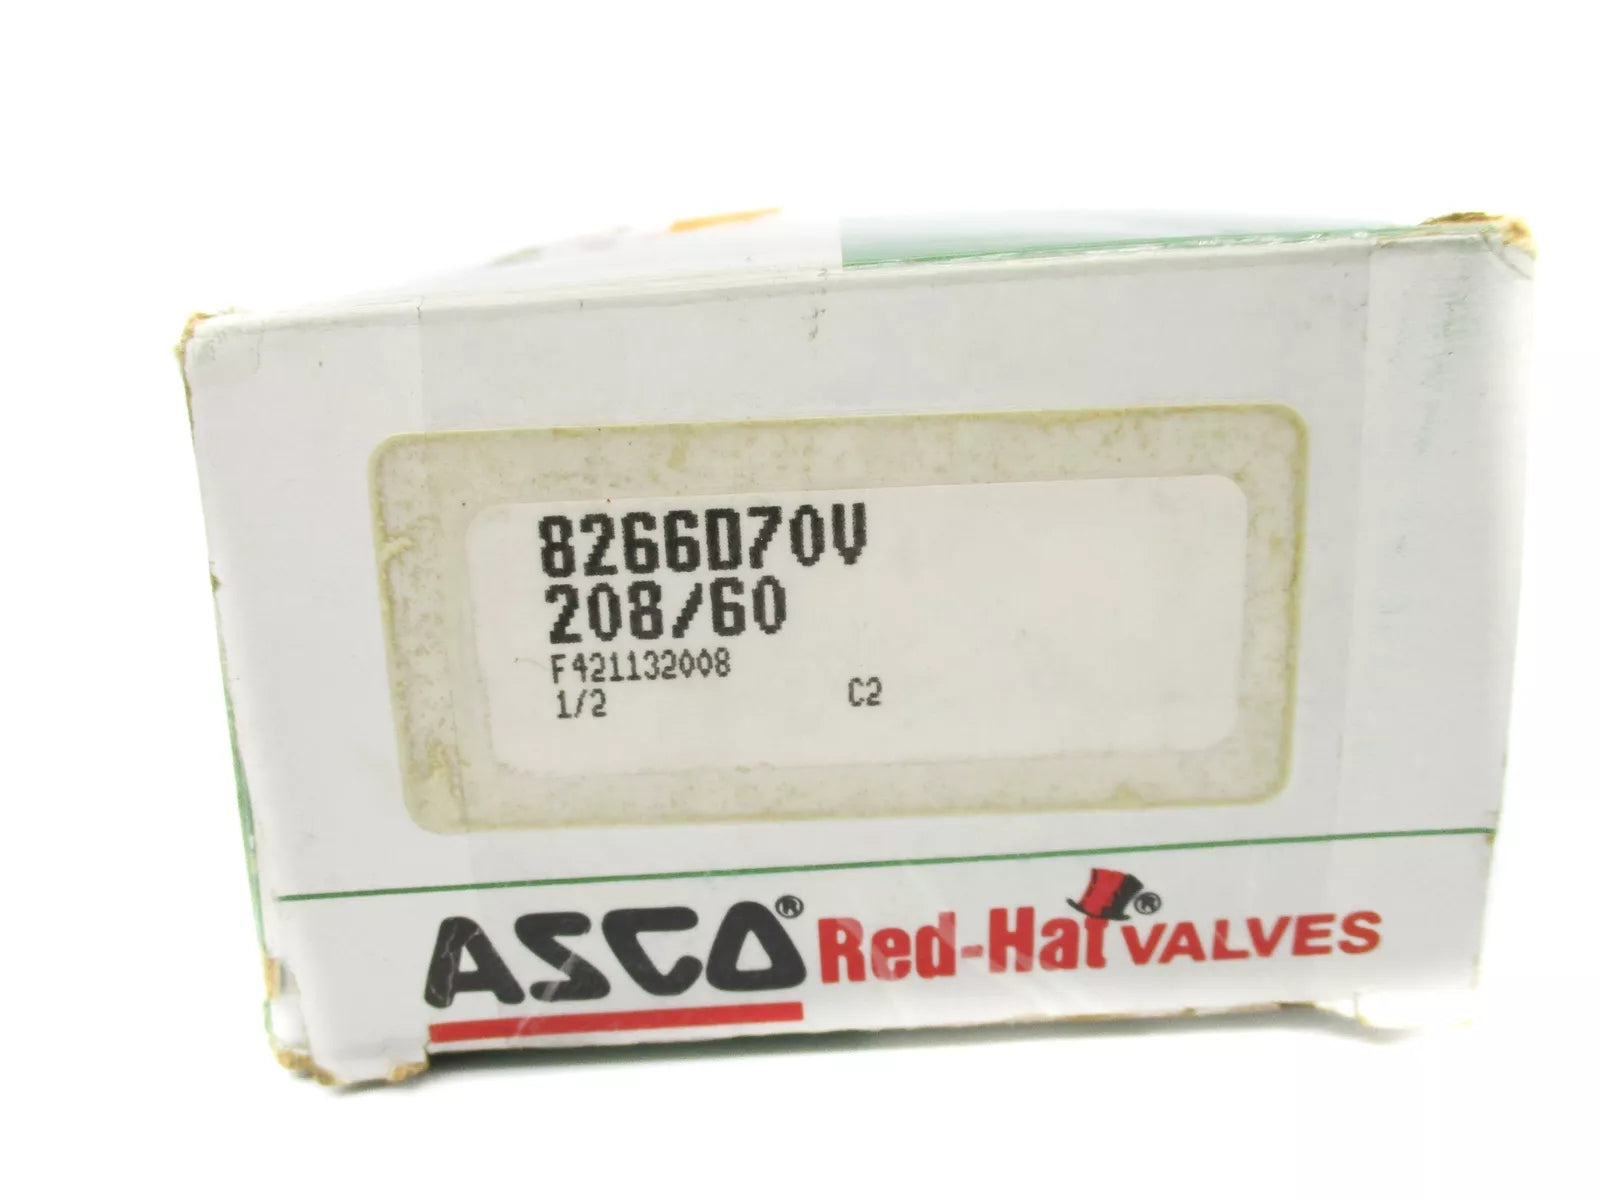 8266D70V
208/60
F421132008
1/2 C2
ASCO® Red-Hat® VALVES